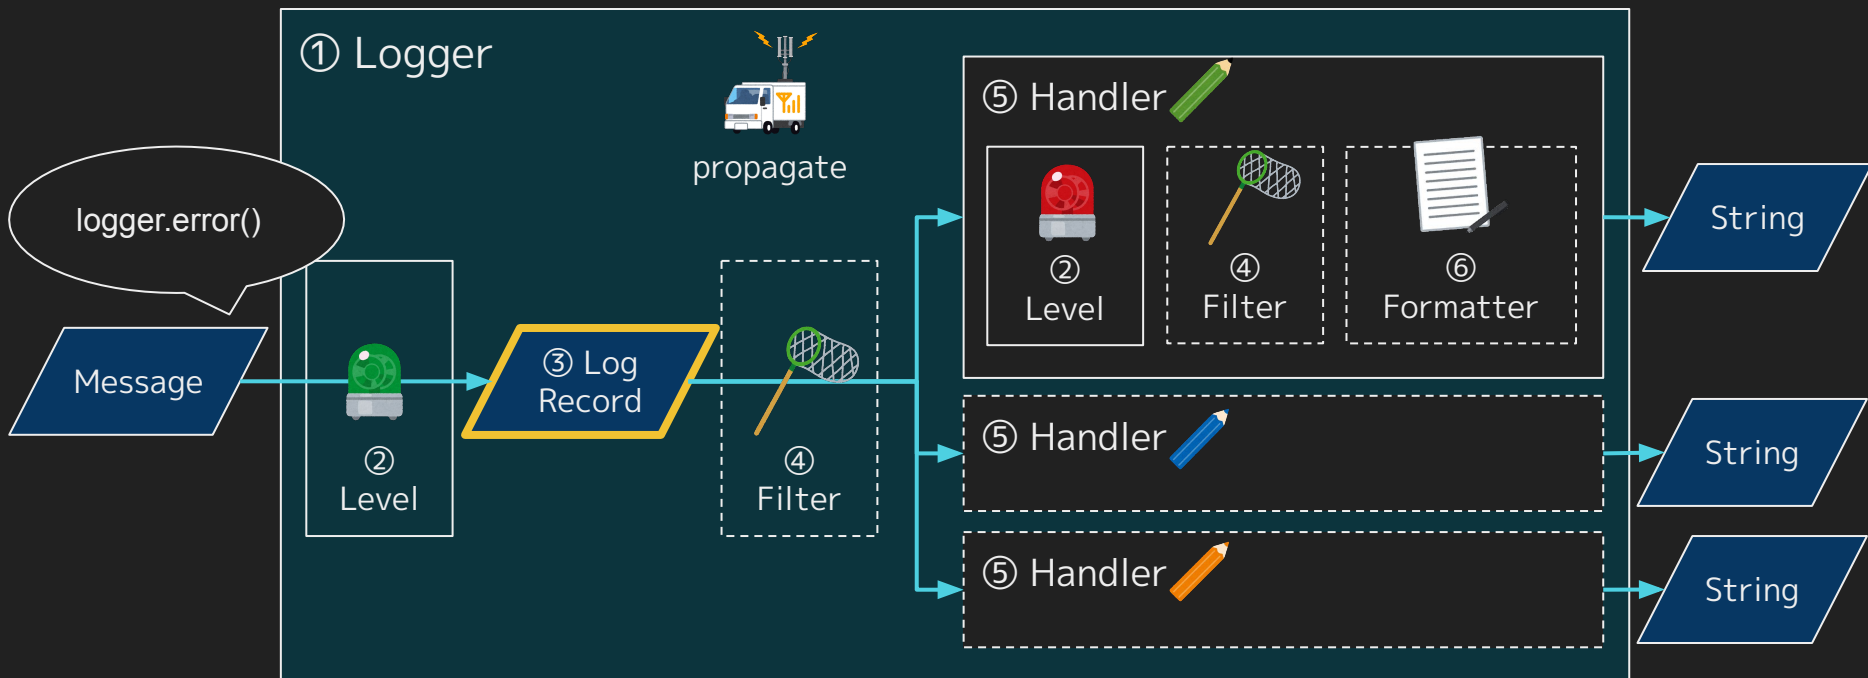 ① Logger
propagate
logger.error()
Message
②
Level
③ Log
Record
④
Filter
⑤ Handler
②
Level
④
Filter
⑥
Formatter
String
⑤ Handler
String
⑤ Handler
String